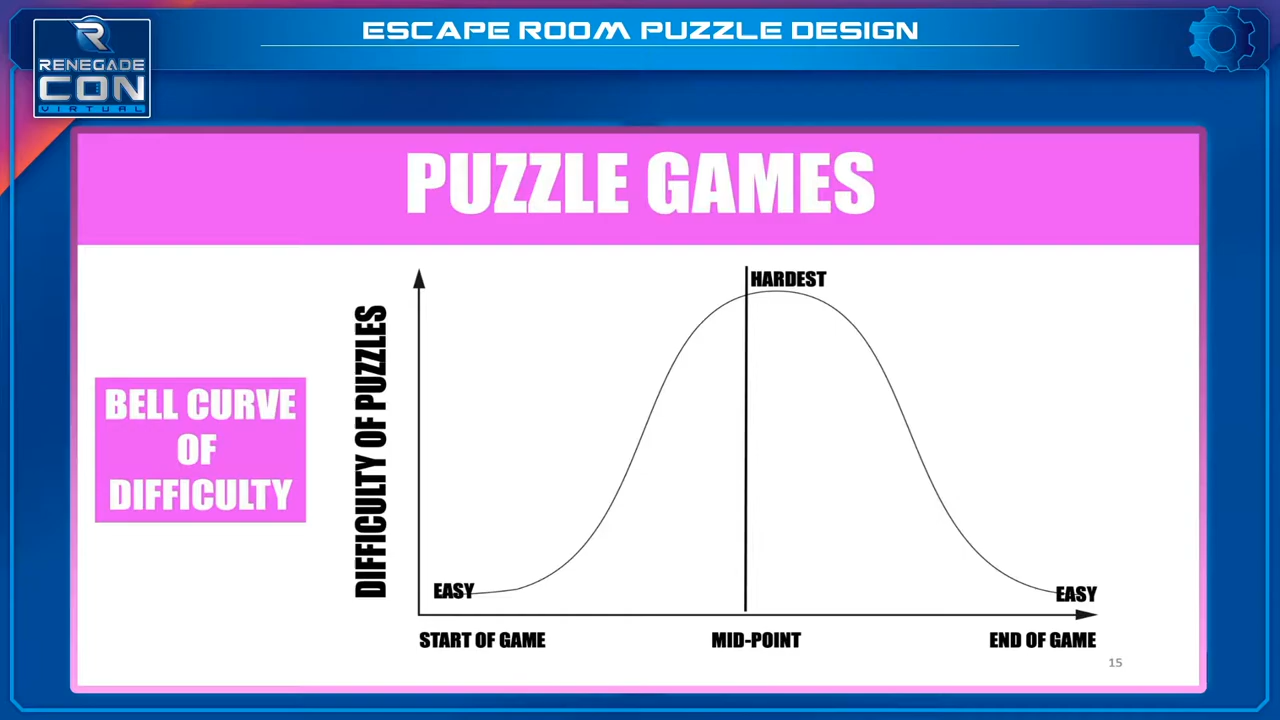 ESCAPE ROOM PUZZLE DESIGN
RENEGADE
CON
VIRTUAL
PUZZLE GAMES
HARDEST
DIFFICULTY OF PUZZLES
BELL CURVE
OF
DIFFICULTY
EASY
EASY
START OF GAME
MID-POINT
END OF GAME
15